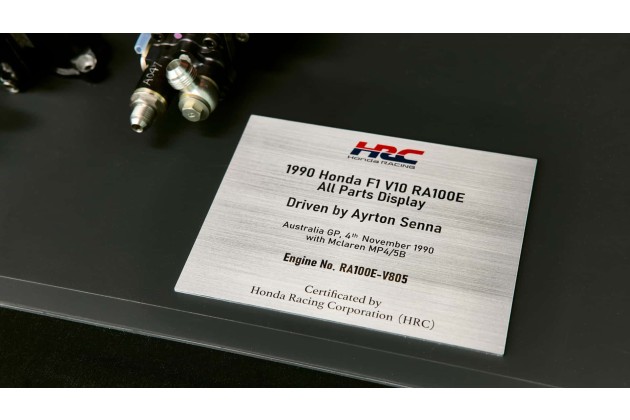 A097
HRC
Honda RACING
1990 Honda F1 V10 RA100E
All Parts Display
Driven by Ayrton Senna
Australia GP, 4th November 1990
with Mclaren MP4/5B
Engine No. RA100E-V805
Certificated by
Honda Racing Corporation (HRC)